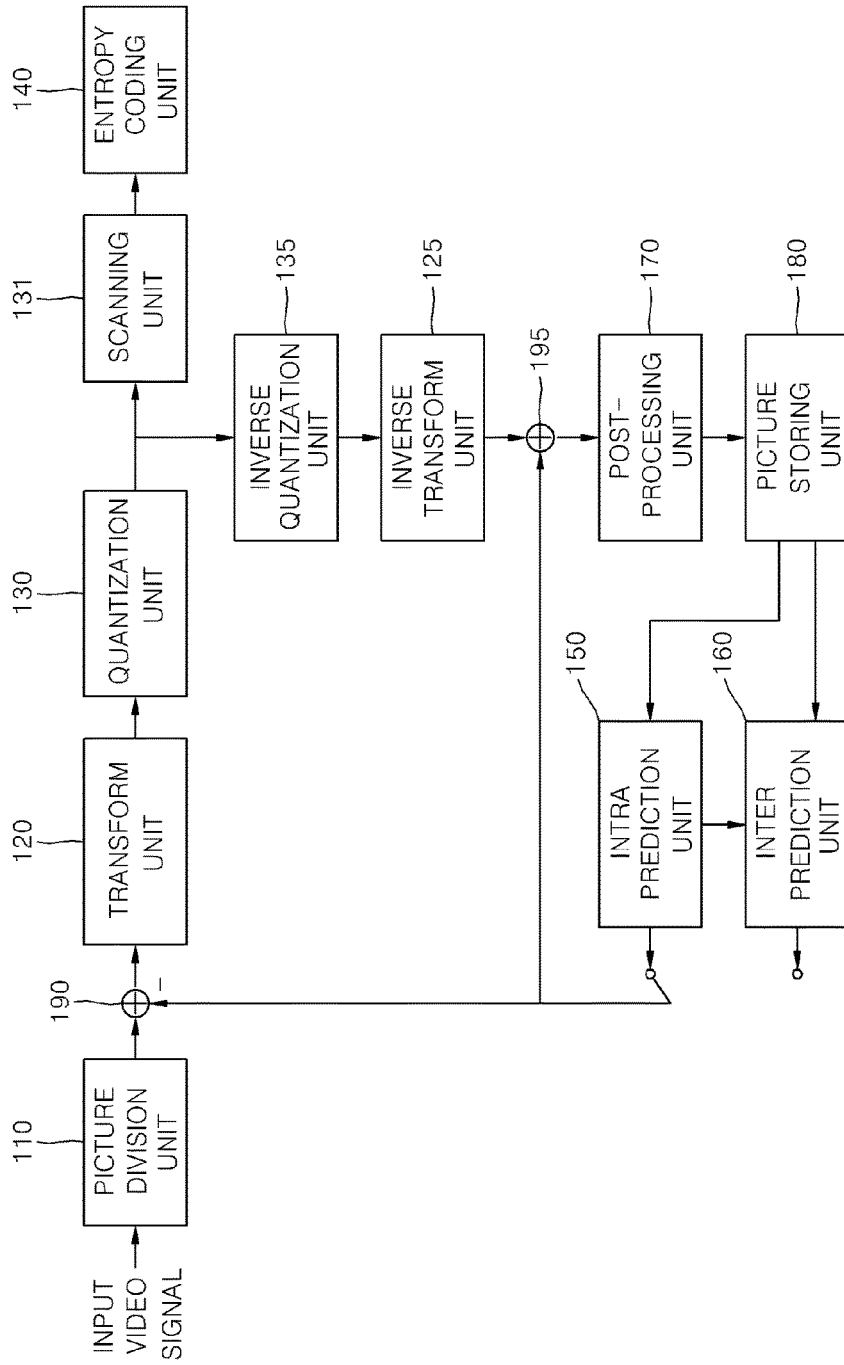 INPUT
VIDEO
SIGNAL
110
PICTURE
DIVISION
UNIT
190
−
120
TRANSFORM
UNIT
130
QUANTIZATION
UNIT
131
SCANNING
UNIT
140
ENTROPY
CODING
UNIT
135
INVERSE
QUANTIZATION
UNIT
125
INVERSE
TRANSFORM
UNIT
195
170
POST-
PROCESSING
UNIT
180
PICTURE
STORING
UNIT
150
INTRA
PREDICTION
UNIT
160
INTER
PREDICTION
UNIT